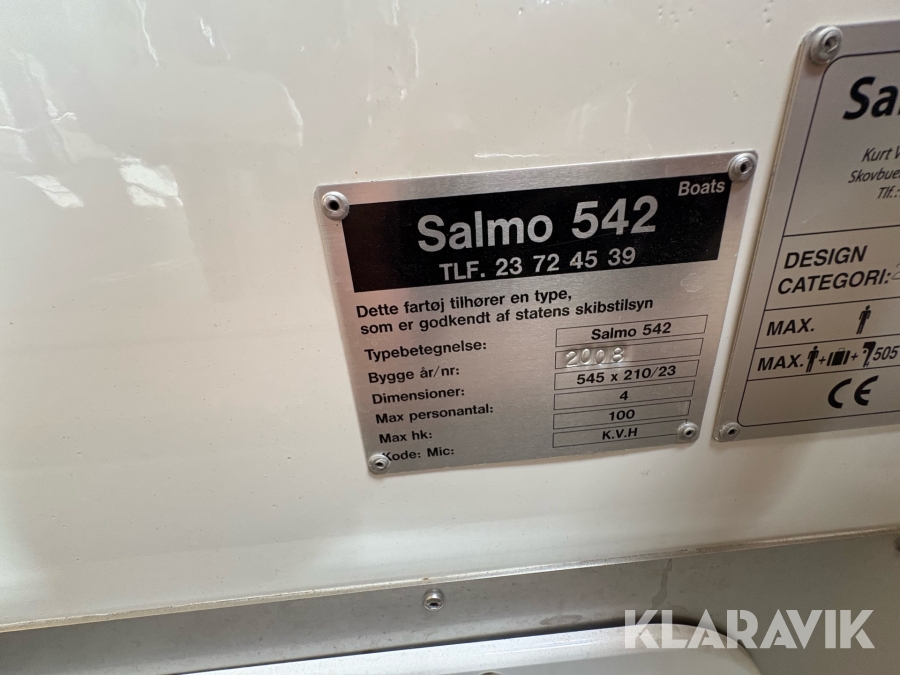 Boats
Salmo 542
TLF. 23 72 45 39
Dette fartøj tilhører en type,
som er godkendt af statens skibstilsyn
Typebetegnelse: Salmo 542
Bygge år/nr: 2008
Dimensioner: 545 x 210/23
Max personantal: 4
Max hk: 100
Kode: Mic: K.V.H
Kurt
Tlf.:
DESIGN
CATEGORI:
MAX.
MAX. + + 505
CE
KLARAVIK